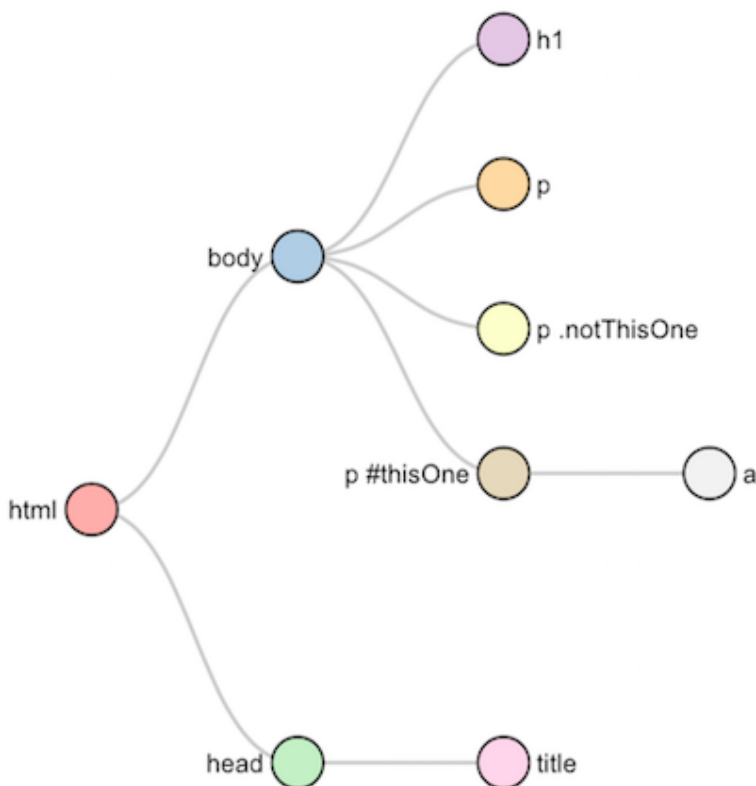 h1
p
body
p .notThisOne
p #thisOne
a
html
head
title